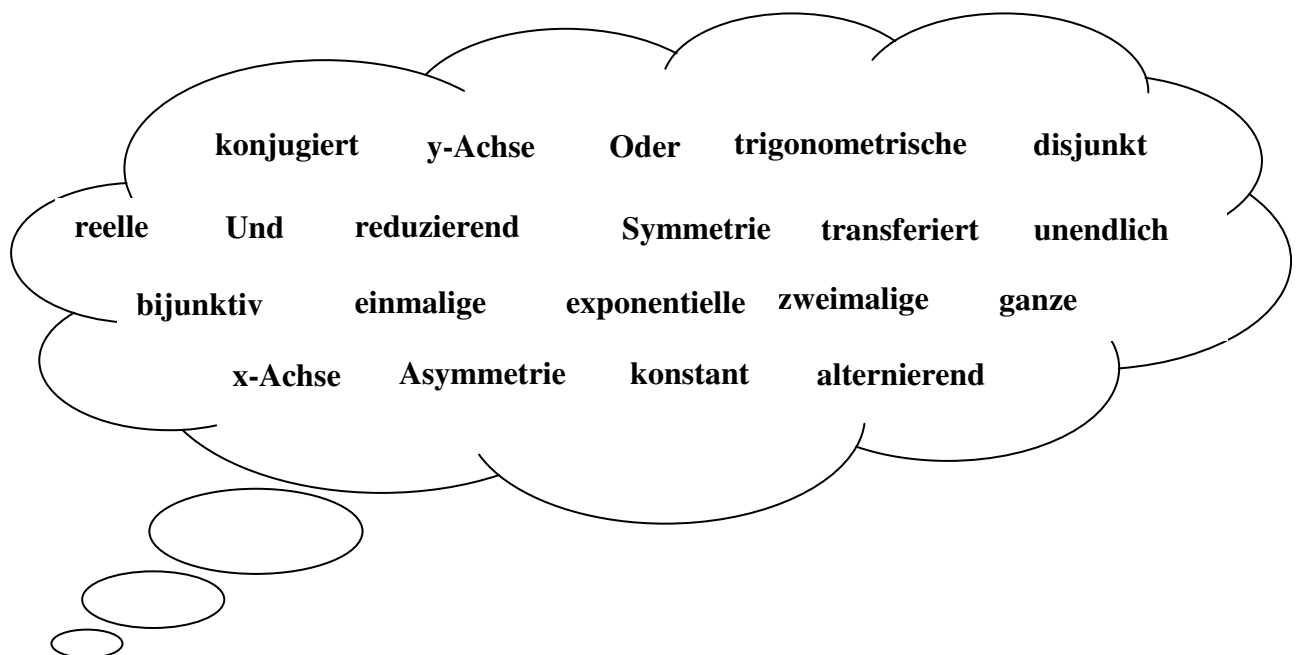 konjugiert y-Achse Oder trigonometrische disjunkt
reelle Und reduzierend Symmetrie transferiert unendlich
bijunktiv einmalige exponentielle zweimalige ganze
x-Achse Asymmetrie konstant alternierend